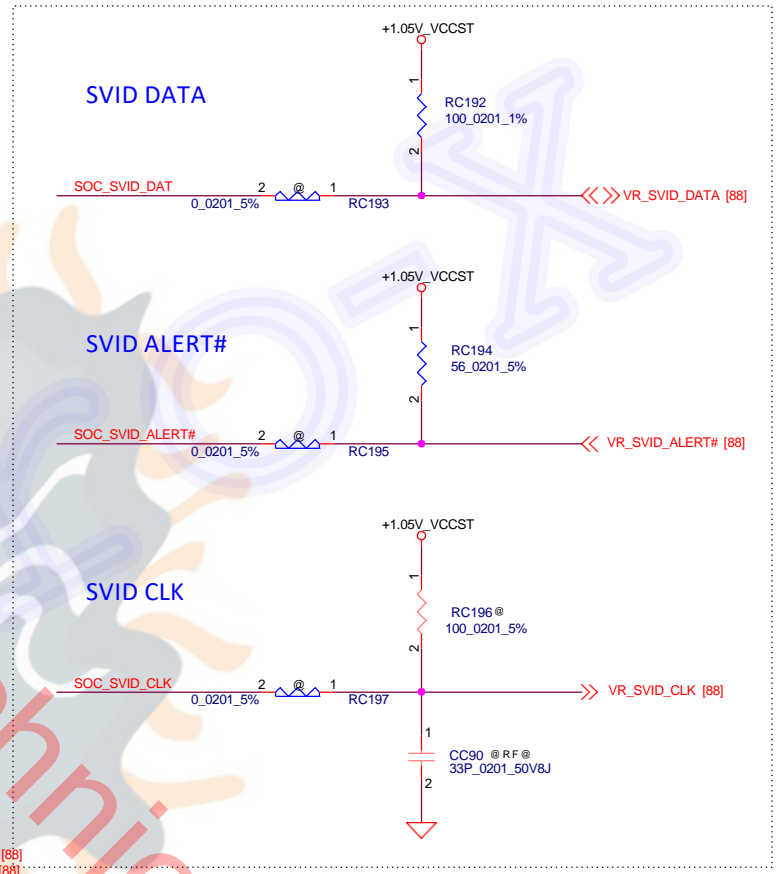 +1.05V_VCCST
SVID DATA
1
RC192
100_0201_1%
2
SOC_SVID_DAT 2 @ 1 VR_SVID_DATA [88]
0_0201_5% RC193
+1.05V_VCCST
SVID ALERT#
1
RC194
56_0201_5%
2
SOC_SVID_ALERT# 2 @ 1 VR_SVID_ALERT# [88]
0_0201_5% RC195
+1.05V_VCCST
SVID CLK
1
RC196 @
100_0201_5%
2
SOC_SVID_CLK 2 @ 1 VR_SVID_CLK [88]
0_0201_5% RC197
1
CC90 @RF@
33P_0201_50V8J
2
[88]
[88]